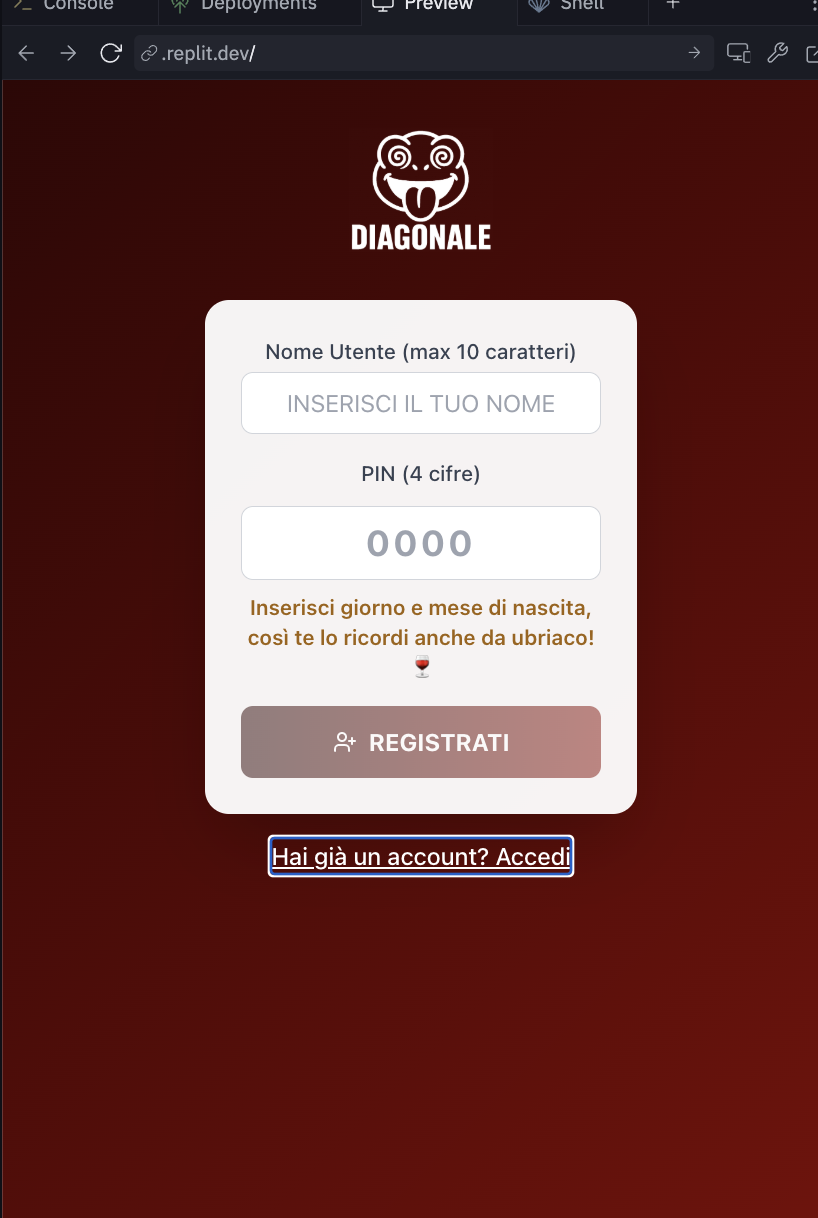 Console Deployments Preview Shell
.replit.dev/
DIAGONALE
Nome Utente (max 10 caratteri)
INSERISCI IL TUO NOME
PIN (4 cifre)
0000
Inserisci giorno e mese di nascita,
così te lo ricordi anche da ubriaco!
🍷
REGISTRATI
Hai già un account? Accedi